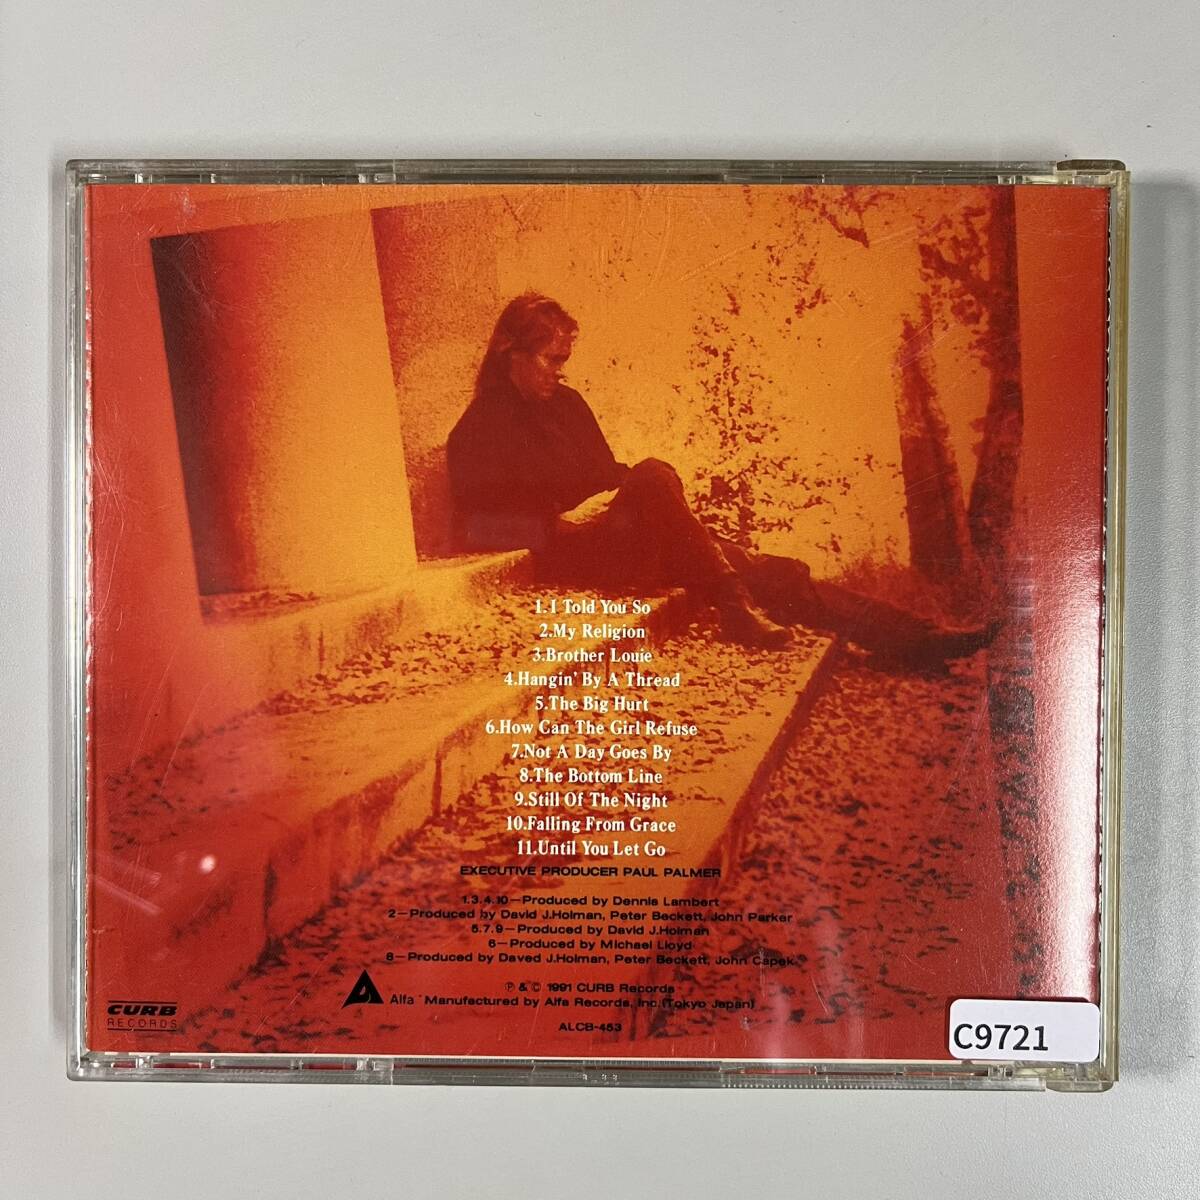 1.I Told You So
2.My Religion
3.Brother Louie
4.Hangin' By A Thread
5.The Big Hurt
6.How Can The Girl Refuse
7.Not A Day Goes By
8.The Bottom Line
9.Still Of The Night
10.Falling From Grace
11.Until You Let Go
EXECUTIVE PRODUCER PAUL PALMER
1.3.4.10—Produced by Dennis Lambert
2—Produced by David J.Holman, Peter Beckett, John Parker
5.7.9—Produced by David J.Holman
6—Produced by Michael Lloyd
8—Produced by Daved J.Holman, Peter Beckett, John Capek
℗ & © 1991 CURB Records
Alfa Manufactured by Alfa Records, Inc.(Tokyo Japan)
ALCB-453
CURB
RECORDS
C9721